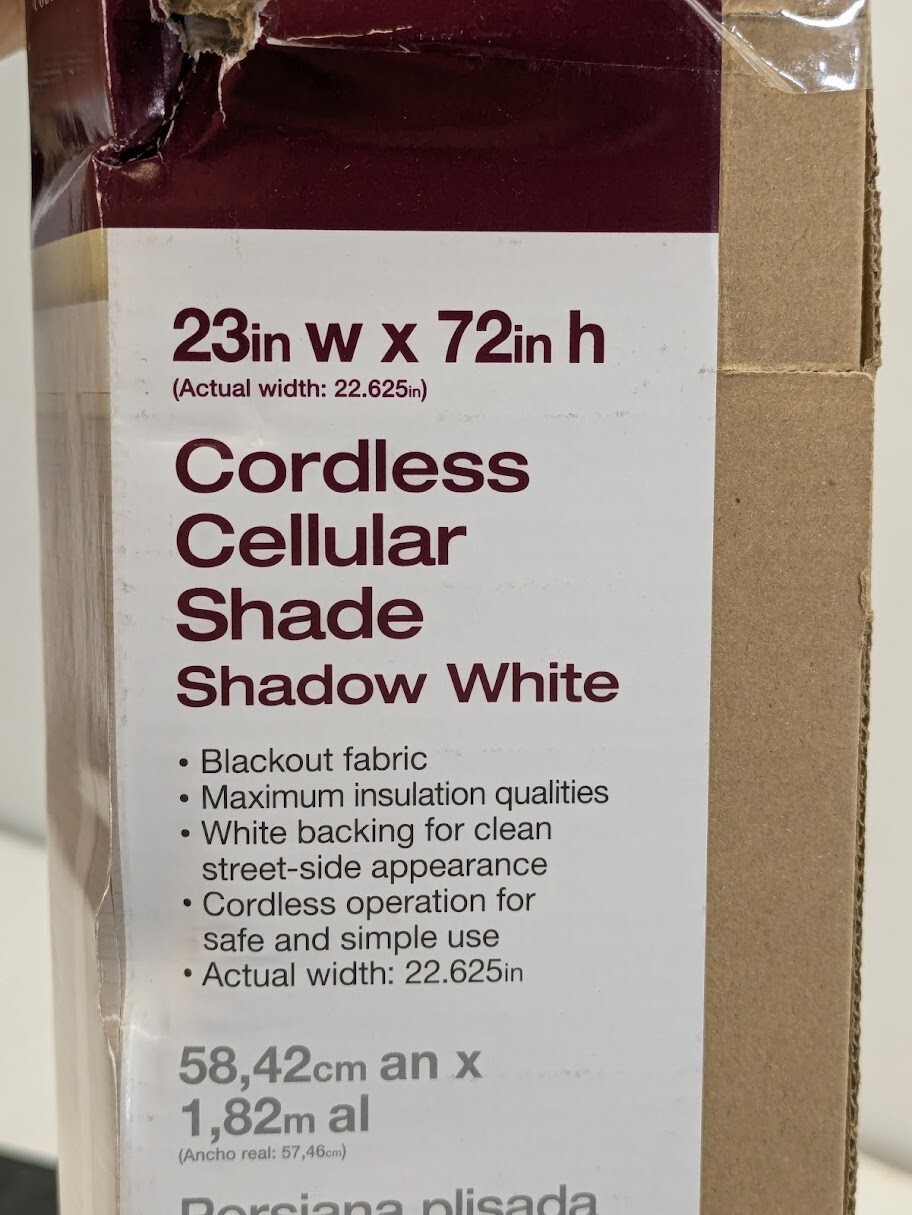 23in w x 72in h
(Actual width: 22.625in)
Cordless
Cellular
Shade
Shadow White
• Blackout fabric
• Maximum insulation qualities
• White backing for clean
street-side appearance
• Cordless operation for
safe and simple use
• Actual width: 22.625in
58,42cm an x
1,82m al
(Ancho real: 57,46cm)
Persiana plisada